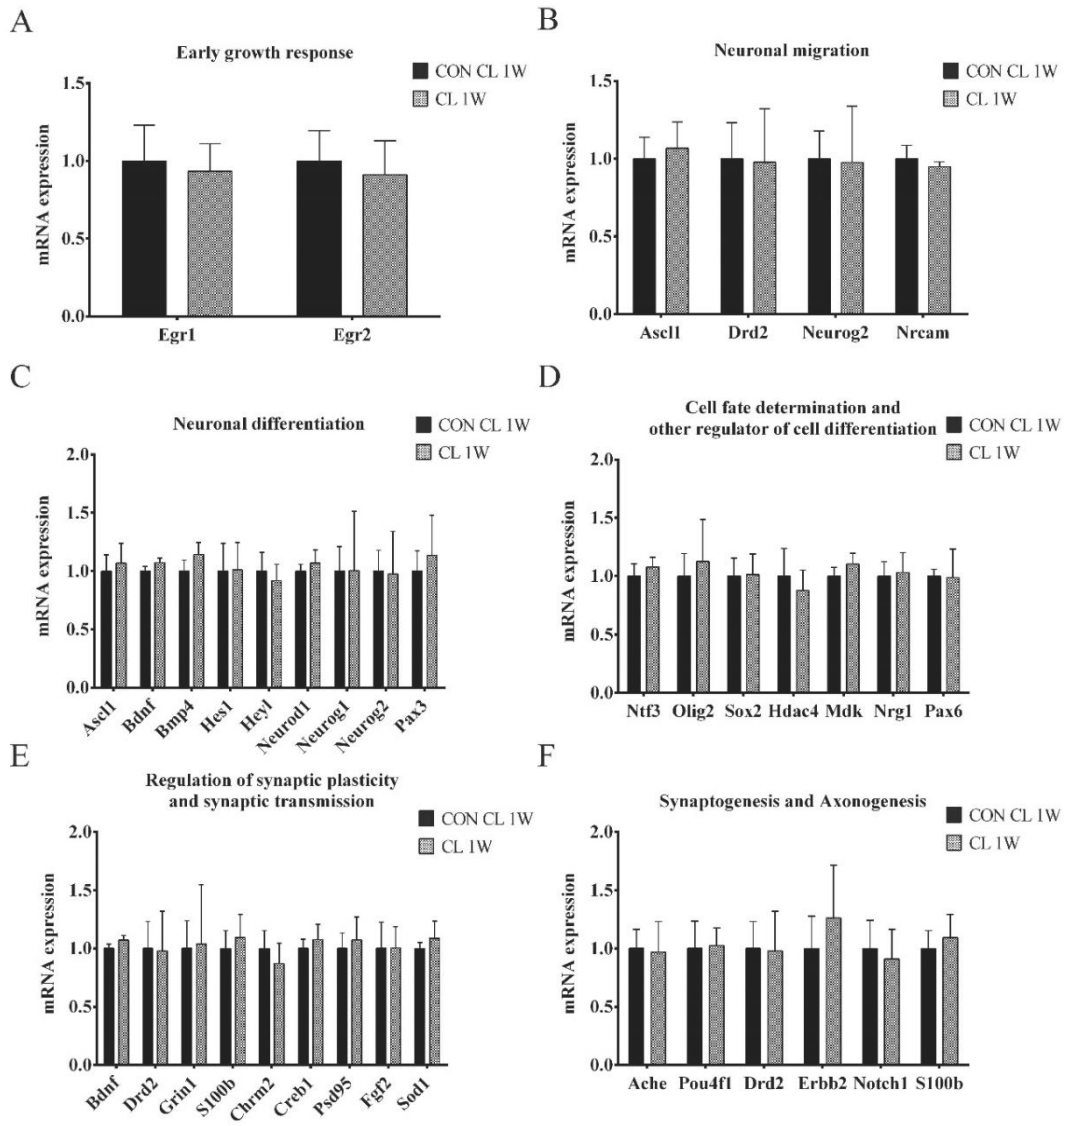 A
Early growth response
CON CL 1W
CL 1W
mRNA expression
1.5
1.0
0.5
0.0
Egr1 Egr2
B
Neuronal migration
CON CL 1W
CL 1W
mRNA expression
1.5
1.0
0.5
0.0
Ascl1 Drd2 Neurog2 Nrcam
C
Neuronal differentiation
CON CL 1W
CL 1W
mRNA expression
2.0
1.5
1.0
0.5
0.0
Ascl1 Bdnf Bmp4 Hes1 Heyl Neurod1 Neurog1 Neurog2 Pax3
D
Cell fate determination and
other regulator of cell differentiation
CON CL 1W
CL 1W
mRNA expression
2.0
1.5
1.0
0.5
0.0
Ntf3 Olig2 Sox2 Hdac4 Mdk Nrg1 Pax6
E
Regulation of synaptic plasticity
and synaptic transmission
CON CL 1W
CL 1W
mRNA expression
2.0
1.5
1.0
0.5
0.0
Bdnf Drd2 Grin1 S100b Chrm2 Creb1 Psd95 Fgf2 Sod1
F
Synaptogenesis and Axonogenesis
CON CL 1W
CL 1W
mRNA expression
2.0
1.5
1.0
0.5
0.0
Ache Pou4f1 Drd2 Erbb2 Notch1 S100b